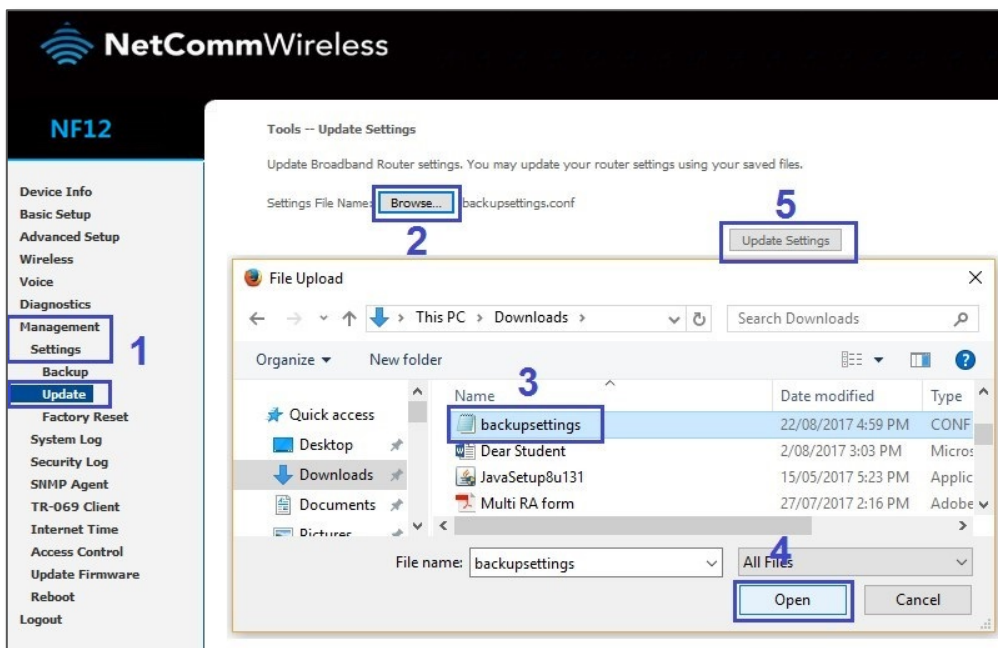 NetCommWireless
NF12
Device Info
Basic Setup
Advanced Setup
Wireless
Voice
Diagnostics
Management
Settings
Backup
Update
Factory Reset
System Log
Security Log
SNMP Agent
TR-069 Client
Internet Time
Access Control
Update Firmware
Reboot
Logout
1
Tools -- Update Settings
Update Broadband Router settings. You may update your router settings using your saved files.
Settings File Name: Browse... backupsettings.conf
2
5
Update Settings
File Upload
This PC > Downloads >
Search Downloads
Organize
New folder
3
Quick access
Desktop
Downloads
Documents
Pictures
Name Date modified Type
backupsettings 22/08/2017 4:59 PM CONF
Dear Student 2/08/2017 3:03 PM Micros
JavaSetup8u131 15/05/2017 5:23 PM Applic
Multi RA form 27/07/2017 2:16 PM Adobe
File name: backupsettings All Files
4
Open Cancel